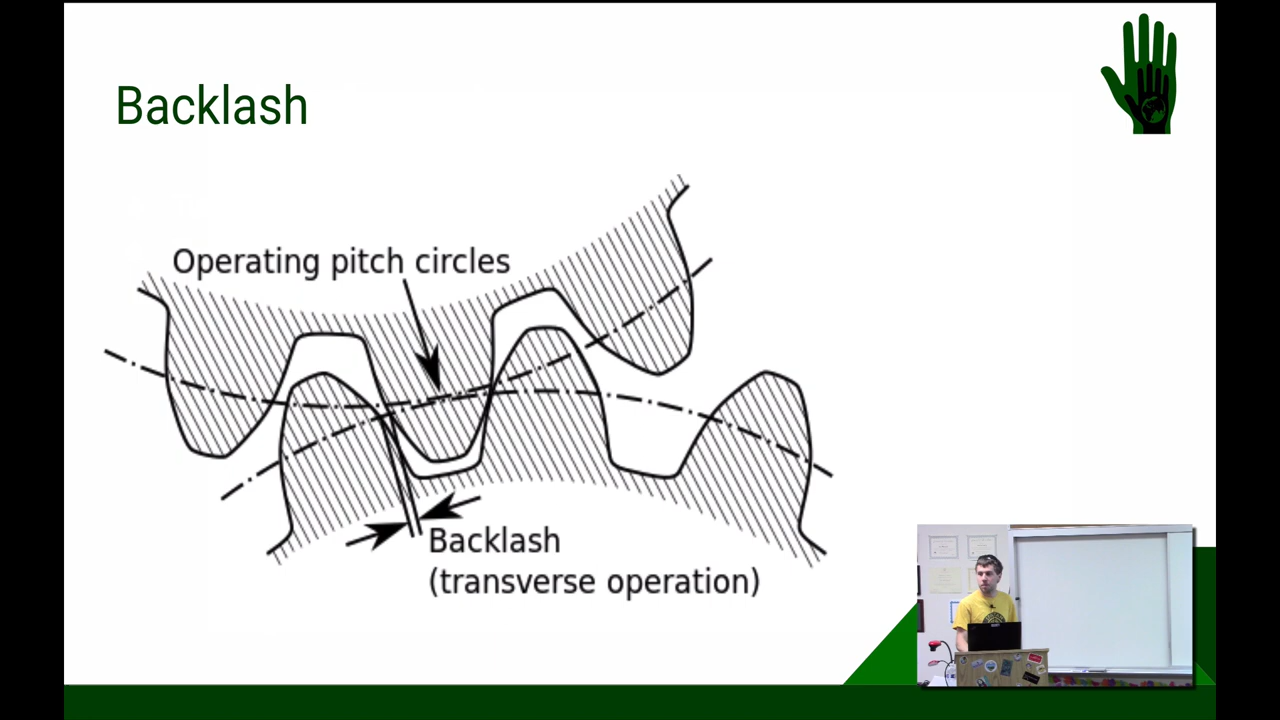 Backlash
Operating pitch circles
Backlash
(transverse operation)